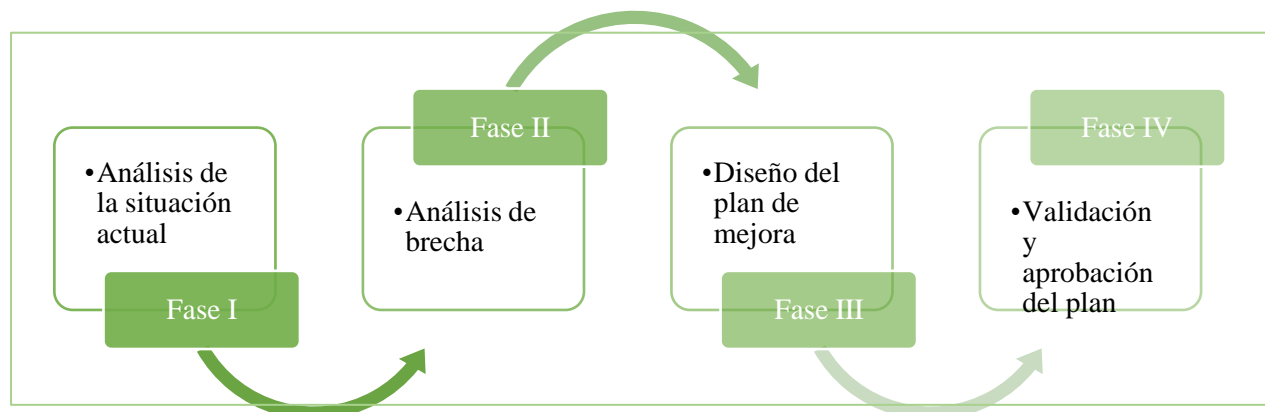 •Análisis de
la situación
actual
Fase I
Fase II
•Análisis de
brecha
•Diseño del
plan de
mejora
Fase III
Fase IV
•Validación
y
aprobación
del plan